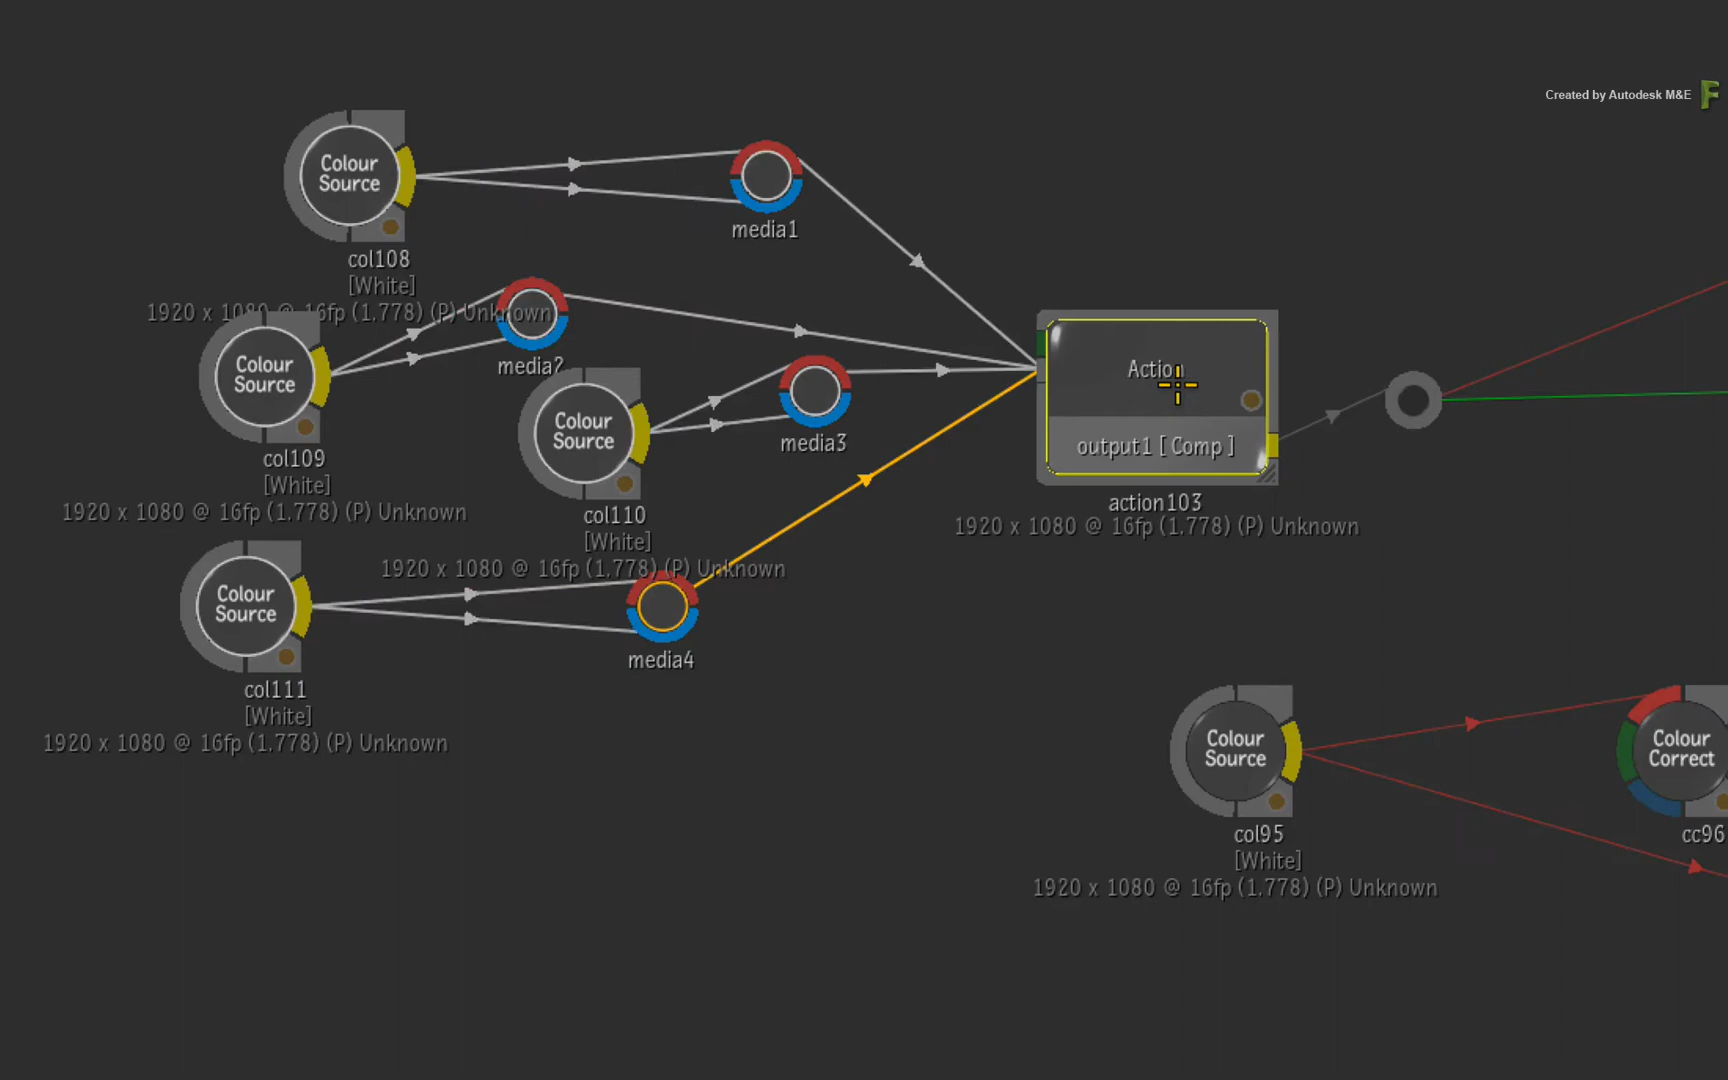 Created by Autodesk M&E
Colour
Source
media1
col108
[White]
1920 x 1080 @ 16fp (1.778) (P) Unknown
Colour
Source
media2
Colour
Source
media3
Action
output1 [ Comp ]
col109
[White]
1920 x 1080 @ 16fp (1.778) (P) Unknown
col110
[White]
1920 x 1080 @ 16fp (1.778) (P) Unknown
action103
1920 x 1080 @ 16fp (1.778) (P) Unknown
Colour
Source
media4
col111
[White]
1920 x 1080 @ 16fp (1.778) (P) Unknown
Colour
Source
col95
[White]
1920 x 1080 @ 16fp (1.778) (P) Unknown
Colour
Correct
cc96